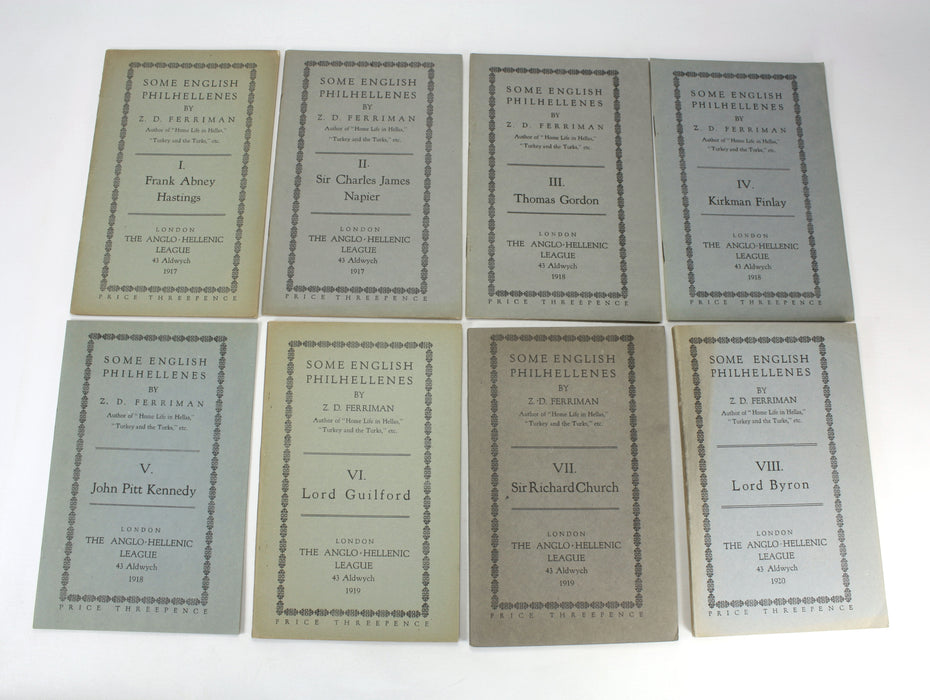 SOME ENGLISH
PHILHELLENES
BY
Z. D. FERRIMAN
Author of "Home Life in Hellas,"
"Turkey and the Turks," etc.
I.
Frank Abney
Hastings
LONDON
THE ANGLO-HELLENIC
LEAGUE
43 Aldwych
1917
PRICE THREEPENCE
SOME ENGLISH
PHILHELLENES
BY
Z. D. FERRIMAN
Author of "Home Life in Hellas,"
"Turkey and the Turks," etc.
II.
Sir Charles James
Napier
LONDON
THE ANGLO-HELLENIC
LEAGUE
43 Aldwych
1917
PRICE THREEPENCE
SOME ENGLISH
PHILHELLENES
BY
Z. D. FERRIMAN
Author of "Home Life in Hellas,"
"Turkey and the Turks," etc.
III.
Thomas Gordon
LONDON
THE ANGLO-HELLENIC
LEAGUE
43 Aldwych
1918
PRICE THREEPENCE
SOME ENGLISH
PHILHELLENES
BY
Z. D. FERRIMAN
Author of "Home Life in Hellas,"
"Turkey and the Turks," etc.
IV.
Kirkman Finlay
LONDON
THE ANGLO-HELLENIC
LEAGUE
43 Aldwych
1918
PRICE THREEPENCE
SOME ENGLISH
PHILHELLENES
BY
Z. D. FERRIMAN
Author of "Home Life in Hellas,"
"Turkey and the Turks," etc.
V.
John Pitt Kennedy
LONDON
THE ANGLO-HELLENIC
LEAGUE
43 Aldwych
1918
PRICE THREEPENCE
SOME ENGLISH
PHILHELLENES
BY
Z. D. FERRIMAN
Author of "Home Life in Hellas,"
"Turkey and the Turks," etc.
VI.
Lord Guilford
LONDON
THE ANGLO-HELLENIC
LEAGUE
43 Aldwych
1919
PRICE THREEPENCE
SOME ENGLISH
PHILHELLENES
BY
Z. D. FERRIMAN
Author of "Home Life in Hellas,"
"Turkey and the Turks," etc.
VII.
Sir Richard Church
LONDON
THE ANGLO-HELLENIC
LEAGUE
43 Aldwych
1919
PRICE THREEPENCE
SOME ENGLISH
PHILHELLENES
BY
Z. D. FERRIMAN
Author of "Home Life in Hellas,"
"Turkey and the Turks," etc.
VIII.
Lord Byron
LONDON
THE ANGLO-HELLENIC
LEAGUE
43 Aldwych
1920
PRICE THREEPENCE